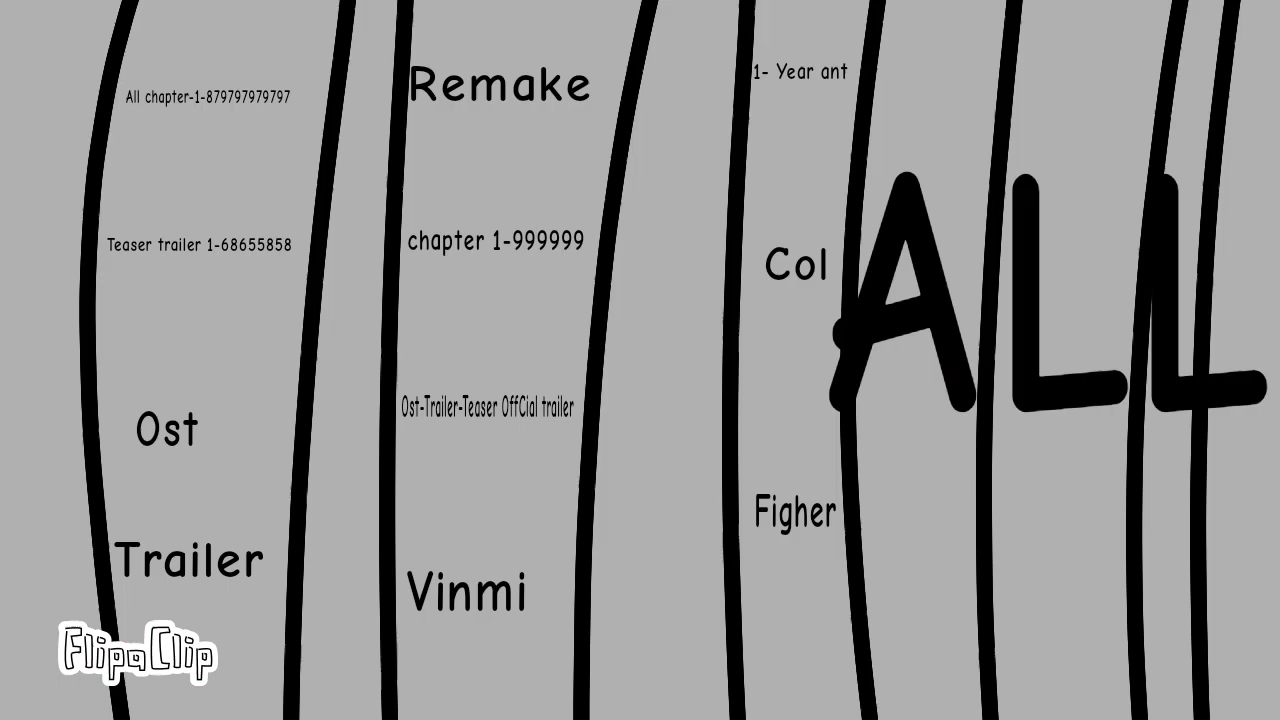 All chapter-1-879797979797
Teaser trailer 1-68655858
Ost
Trailer
Remake
chapter 1-999999
Ost-Trailer-Teaser OffCial trailer
Vinmi
1- Year ant
Col
Figher
ALL
FlipaClip